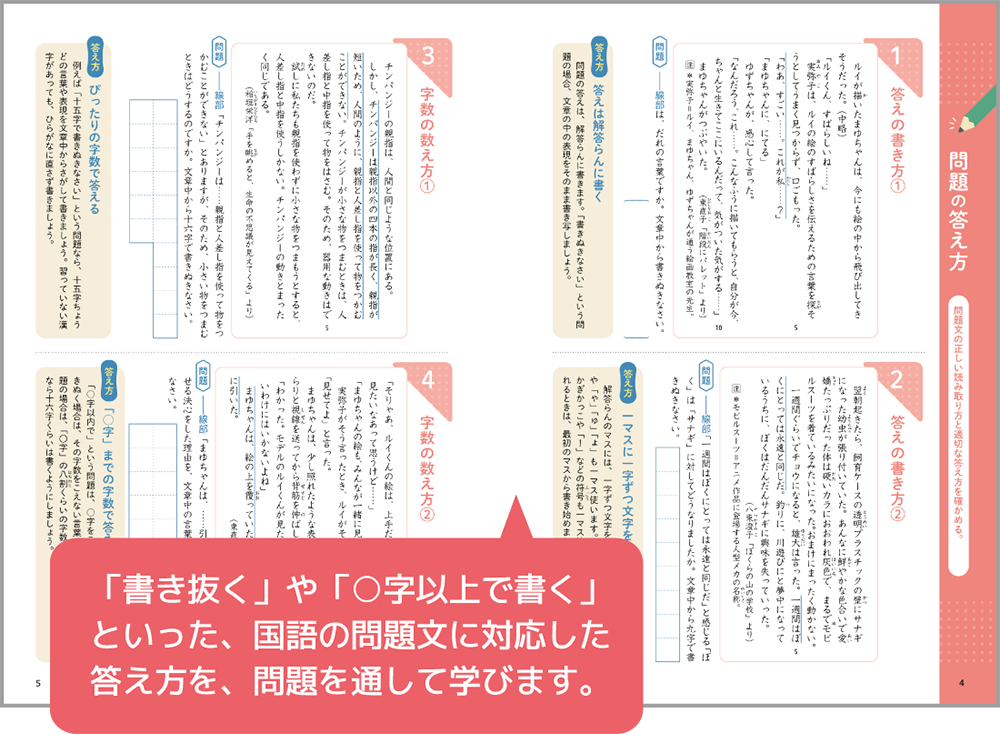 問題の答え方
問題文の正しい読み取り方と適切な答え方を確かめる。
1
答えの書き方①
ルイが描いたまゆちゃんは、今にも絵の中から飛び出してき
そうだった。(中略)
「ルイくん、すばらしいね……」
実弥子は、ルイの絵のすばらしさを伝えるための言葉を探そ
うとしてうまく見つからず、口ごもった。
「わあ、すごい……。これが私……?」
「まゆちゃんに、にてる」
ゆずちゃんが、感心して言った。
「なんだろう、これ……。こんなふうに描いてもらうと、自分が今、
ちゃんと生きてここにいるんだって、気がついた気がする……」
まゆちゃんがつぶやいた。
(東直子「階段にパレット」より)
注 *実弥子=ルイ、まゆちゃん、ゆずちゃんが通う絵画教室の先生。
5
10
問題
――線部は、だれの言葉ですか。文章中から書きぬきなさい。
答え方
答えは解答らんに書く
問題の答えは、解答らんに書きます。「書きぬきなさい」という問
題の場合、文章の中の表現をそのまま書き写しましょう。
2
答えの書き方②
翌朝起きたら、飼育ケースの透明プラスチックの壁にサナギ
になった幼虫が張り付いていた。あんなに鮮やかな色合いで愛
嬌たっぷりだった体は硬いカラにおおわれ灰色で、まるでモビ
ルスーツを着ているみたいになった。おまけにまったく動かない。
一週間ぐらいでチョウになると、雄大は言った。一週間はぼ
くにとっては永遠と同じだ。釣りに、川遊びにと夢中になって
いるうちに、ぼくはだんだんサナギに興味を失っていった。
(八束澄子「ぼくらの山の学校」より)
注 *モビルスーツ=アニメ作品に登場する人型メカの名称。
5
問題
――線部「一週間はぼくにとっては永遠と同じだ」と感じる「ぼ
く」は「サナギ」に対してどうなりましたか。文章中から九字で書
きぬきなさい。
答え方
一マスに一字ずつ文字を
解答らんのマスには、一字ずつ文字を
や「や」「ゅ」「ょ」も一マス使います。
かぎかっこや「ー」などの符号も一マス
れるときは、最初のマスから書き始めま
3
字数の数え方①
チンパンジーの親指は、人間と同じような位置にある。
しかし、チンパンジーは親指以外の四本の指が長く、親指が
短いため、人間のように、親指と人差し指を使って物をつかむ
ことができない。チンパンジーが小さな物をつまむときは、人
差し指と中指を使って物をはさむ。そのため、器用な動きはで
きないのだ。
試しに私たちも親指を使わずに小さな物をつまもうとすると、
人差し指と中指を使うしかない。チンパンジーの動きとまった
く同じである。
(稲垣栄洋「手を眺めると、生命の不思議が見えてくる」より)
5
問題
――線部「チンパンジーは……親指と人差し指を使って物をつ
かむことができない」とありますが、そのため、小さい物をつまむ
ときはどうするのですか。文章中から十六字で書きぬきなさい。
答え方
ぴったりの字数で答える
例えば「十五字で書きぬきなさい」という問題なら、十五字ちょう
どの言葉や表現を文章中からさがして書きましょう。習っていない漢
字があっても、ひらがなに直さず書きましょう。
4
字数の数え方②
「そりゃあ、ルイくんの絵は、上手だ
見たいなあって思うけど……」
「まゆちゃんの絵も、みんなが一緒に見
実弥子がそう言ったとき、ルイがそ
「見せてよ」と言った。
まゆちゃんは、少し照れたような表
らりと視線を送ってから背筋を伸ばし
「わかった。モデルのルイくんが見た
いわけにはいかないよね」
まゆちゃんは、絵の上を覆っていた
に引いた。
(東
問題
――線部「まゆちゃんは、……引い
せる決心をした理由を、文章中の言葉
なさい。
答え方
「○字」までの字数で答え
「○字以内で」という問題は、○字をこ
きぬく場合は、その字数をこえない言葉
題の場合は、「○字」の八割くらいの字数
なら十六字くらいは書くようにしましょう。
「書き抜く」や「○字以上で書く」
といった、国語の問題文に対応した
答え方を、問題を通して学びます。
5
4